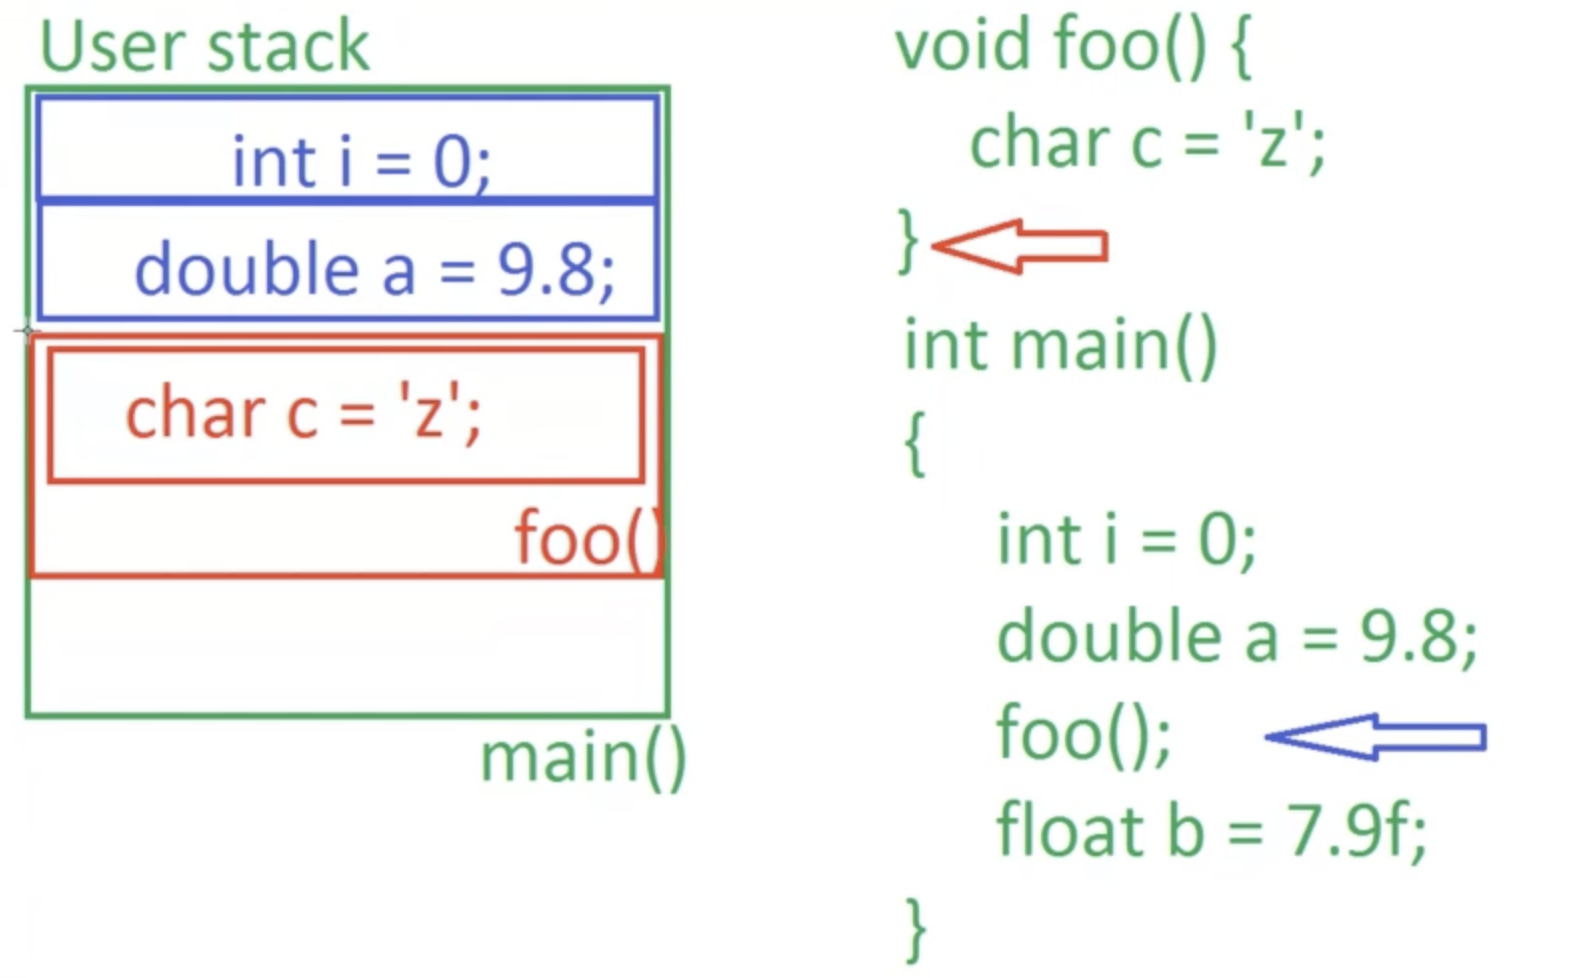 User stack
int i = 0;
double a = 9.8;
char c = 'z';
foo()
main()
void foo() {
char c = 'z';
}
int main()
{
int i = 0;
double a = 9.8;
foo();
float b = 7.9f;
}